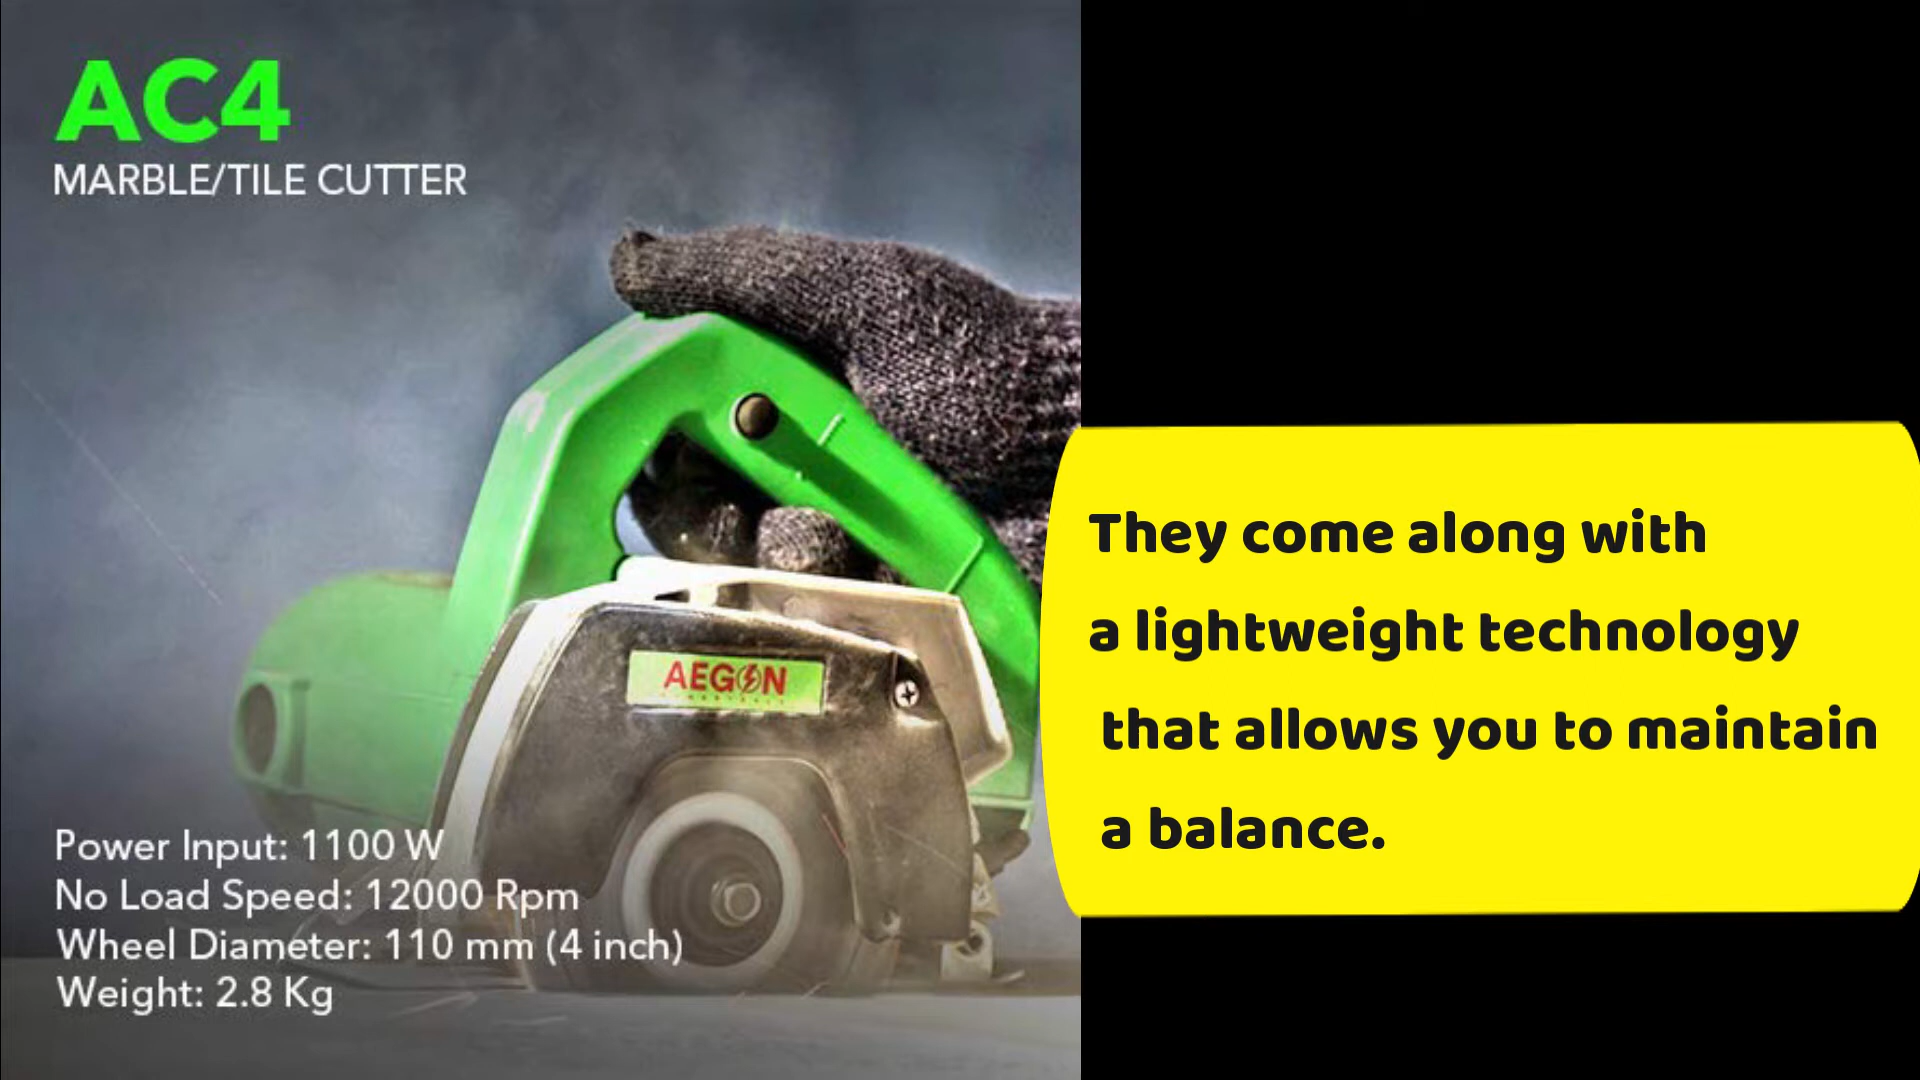 AC4
MARBLE/TILE CUTTER
AEGON
Power Input: 1100 W
No Load Speed: 12000 Rpm
Wheel Diameter: 110 mm (4 inch)
Weight: 2.8 Kg
They come along with
a lightweight technology
that allows you to maintain
a balance.